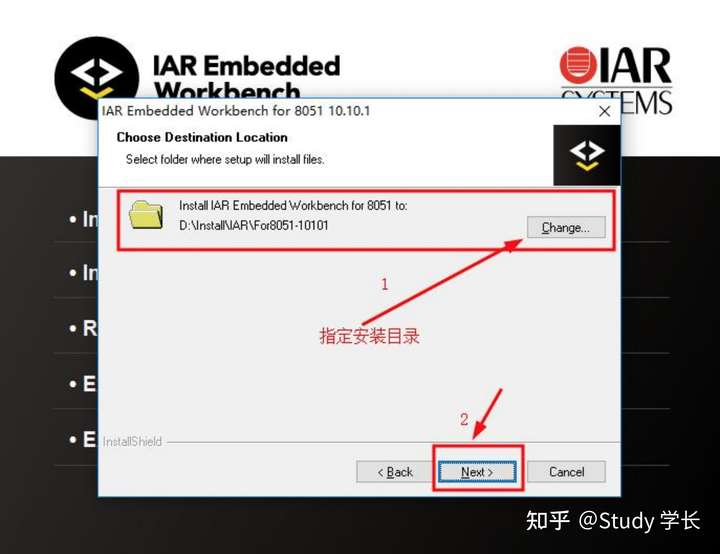 IAR Embedded
Workbench
IAR
SYSTEMS
IAR Embedded Workbench for 8051 10.10.1
Choose Destination Location
Select folder where setup will install files.
Install IAR Embedded Workbench for 8051 to:
D:\Install\IAR\For8051-10101
Change...
1
指定安装目录
2
InstallShield
< Back
Next >
Cancel
• In
• In
• R
• E
• E
知乎 @Study 学长